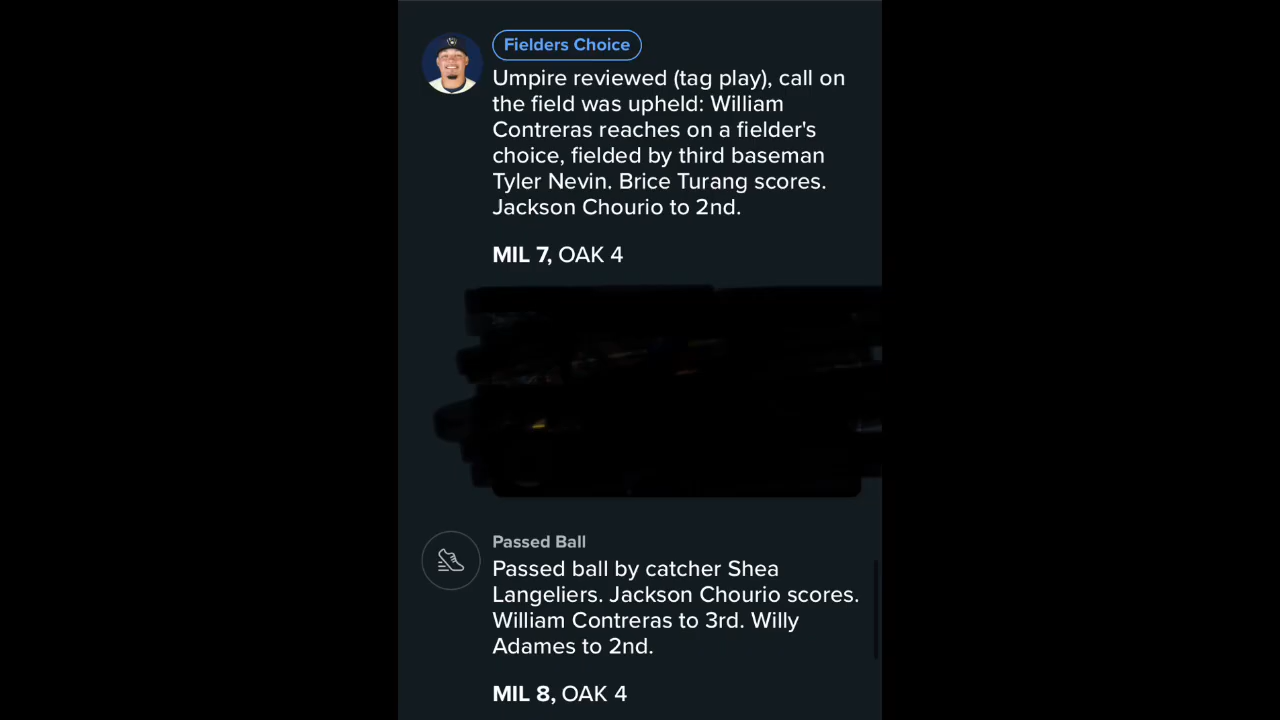 Fielders Choice
Umpire reviewed (tag play), call on
the field was upheld: William
Contreras reaches on a fielder's
choice, fielded by third baseman
Tyler Nevin. Brice Turang scores.
Jackson Chourio to 2nd.
MIL 7, OAK 4
Passed Ball
Passed ball by catcher Shea
Langeliers. Jackson Chourio scores.
William Contreras to 3rd. Willy
Adames to 2nd.
MIL 8, OAK 4